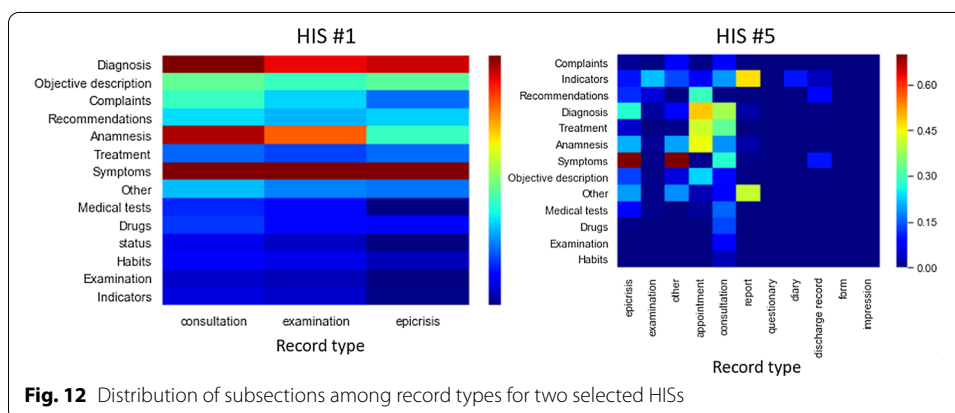 HIS #1
Diagnosis
Objective description
Complaints
Recommendations
Anamnesis
Treatment
Symptoms
Other
Medical tests
Drugs
status
Habits
Examination
Indicators
consultation examination epicrisis
Record type
HIS #5
Complaints
Indicators
Recommendations
Diagnosis
Treatment
Anamnesis
Symptoms
Objective description
Other
Medical tests
Drugs
Examination
Habits
0.60
0.45
0.30
0.15
0.00
epicrisis
examination
other
appointment
consultation
report
questionary
diary
discharge record
form
impression
Record type
Fig. 12 Distribution of subsections among record types for two selected HISs